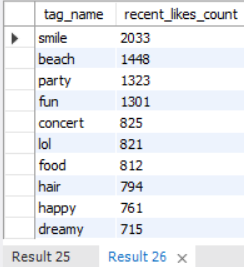 tag_name recent_likes_count
smile 2033
beach 1448
party 1323
fun 1301
concert 825
lol 821
food 812
hair 794
happy 761
dreamy 715
Result 25 Result 26